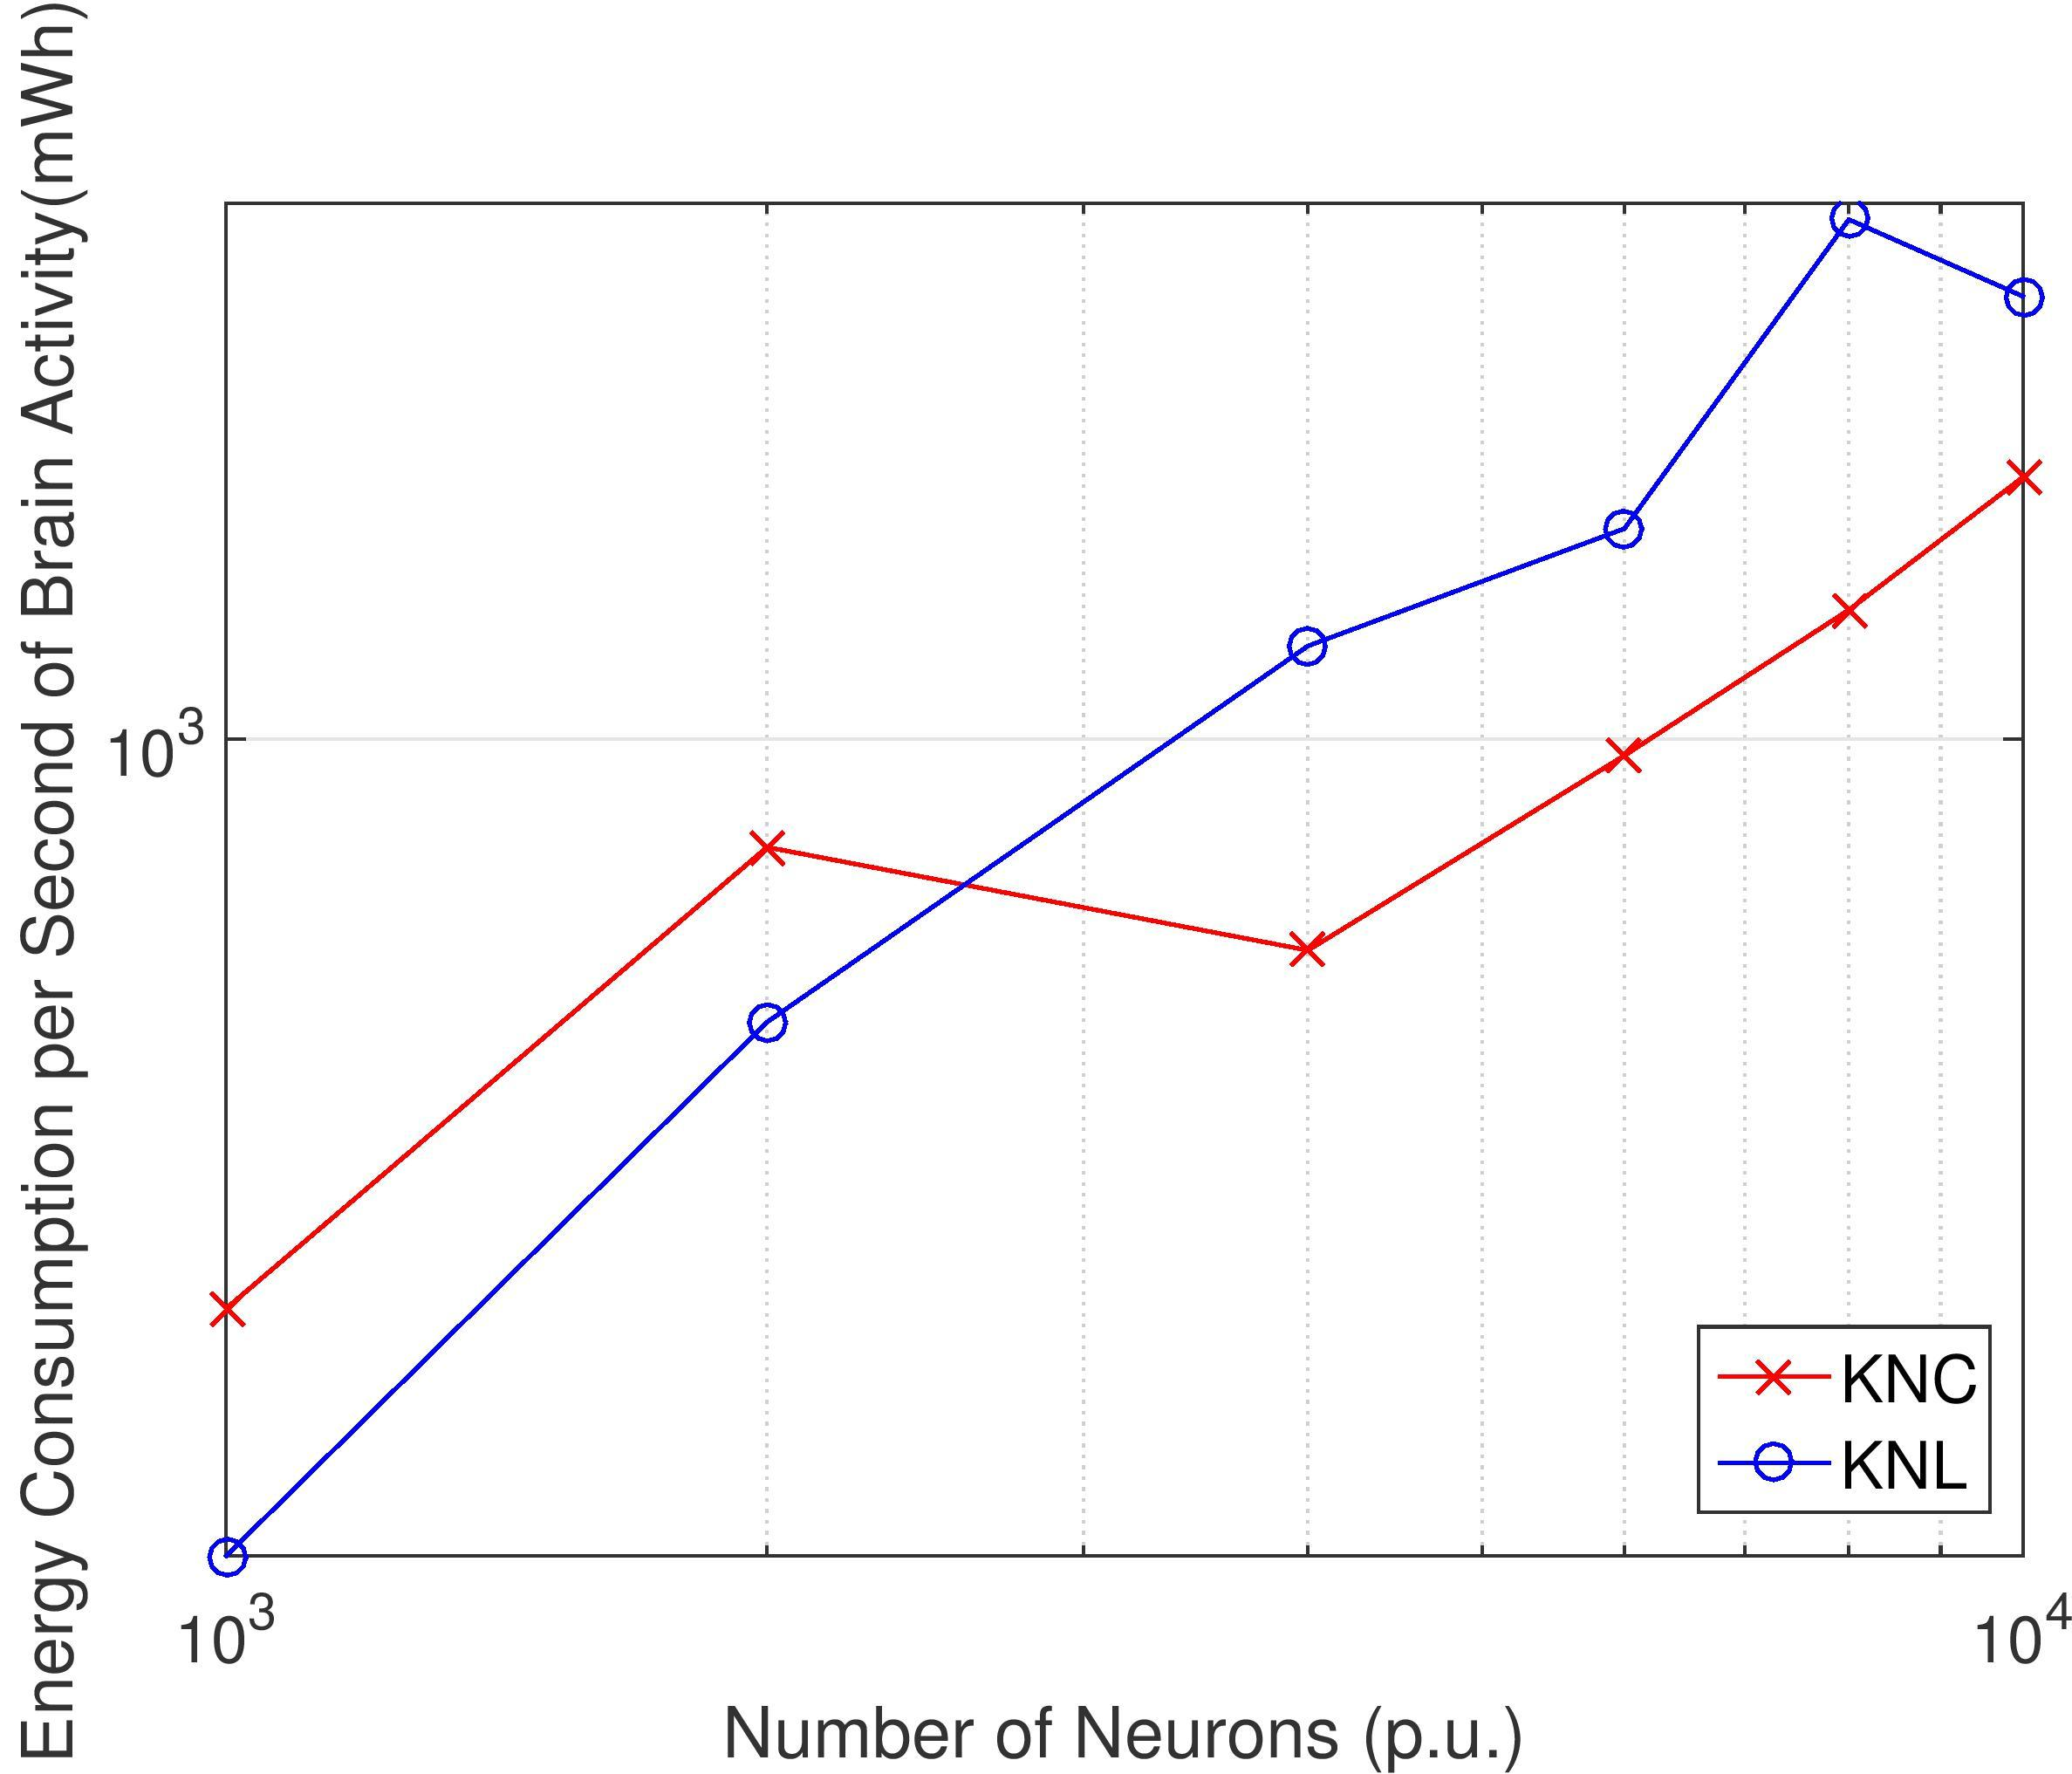 Energy Consumption per Second of Brain Activity(mWh)
10^3
KNC
KNL
10^3
10^4
Number of Neurons (p.u.)